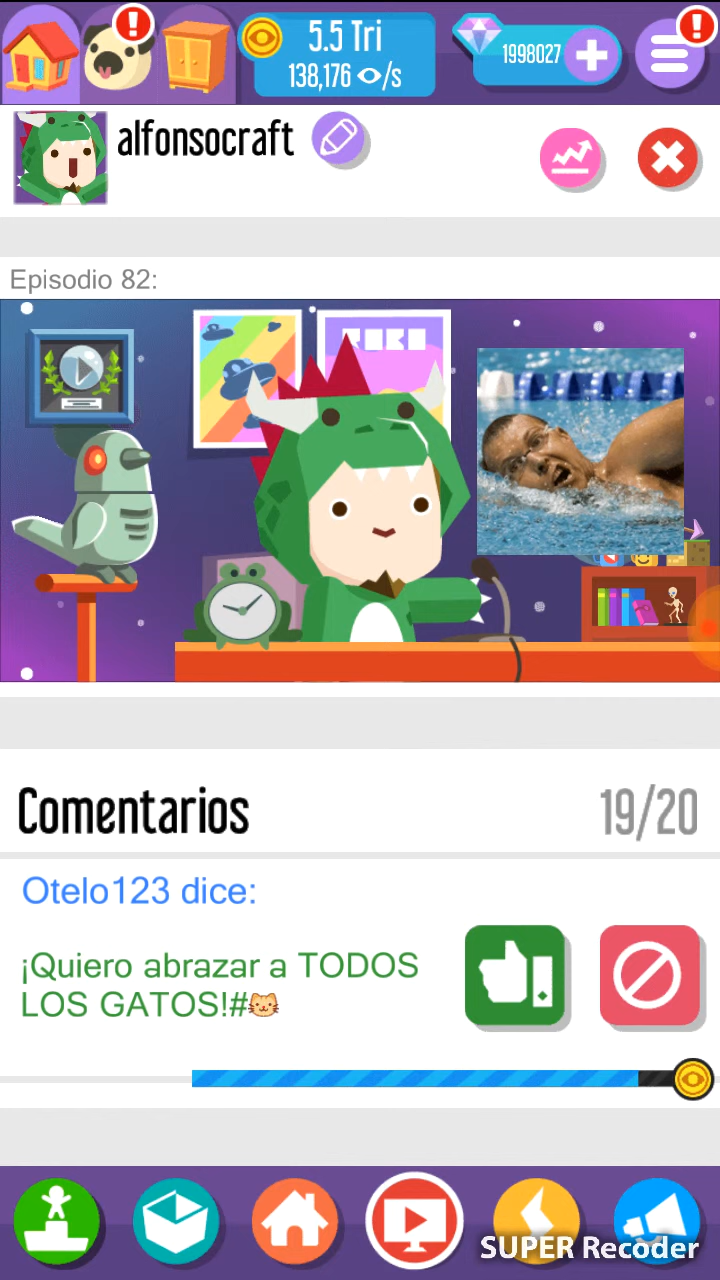 5.5 Tri
138,176 /s
1998027
alfonsocraft
Episodio 82:
Comentarios
19/20
Otelo123 dice:
¡Quiero abrazar a TODOS
LOS GATOS!#🐱
SUPER Recoder